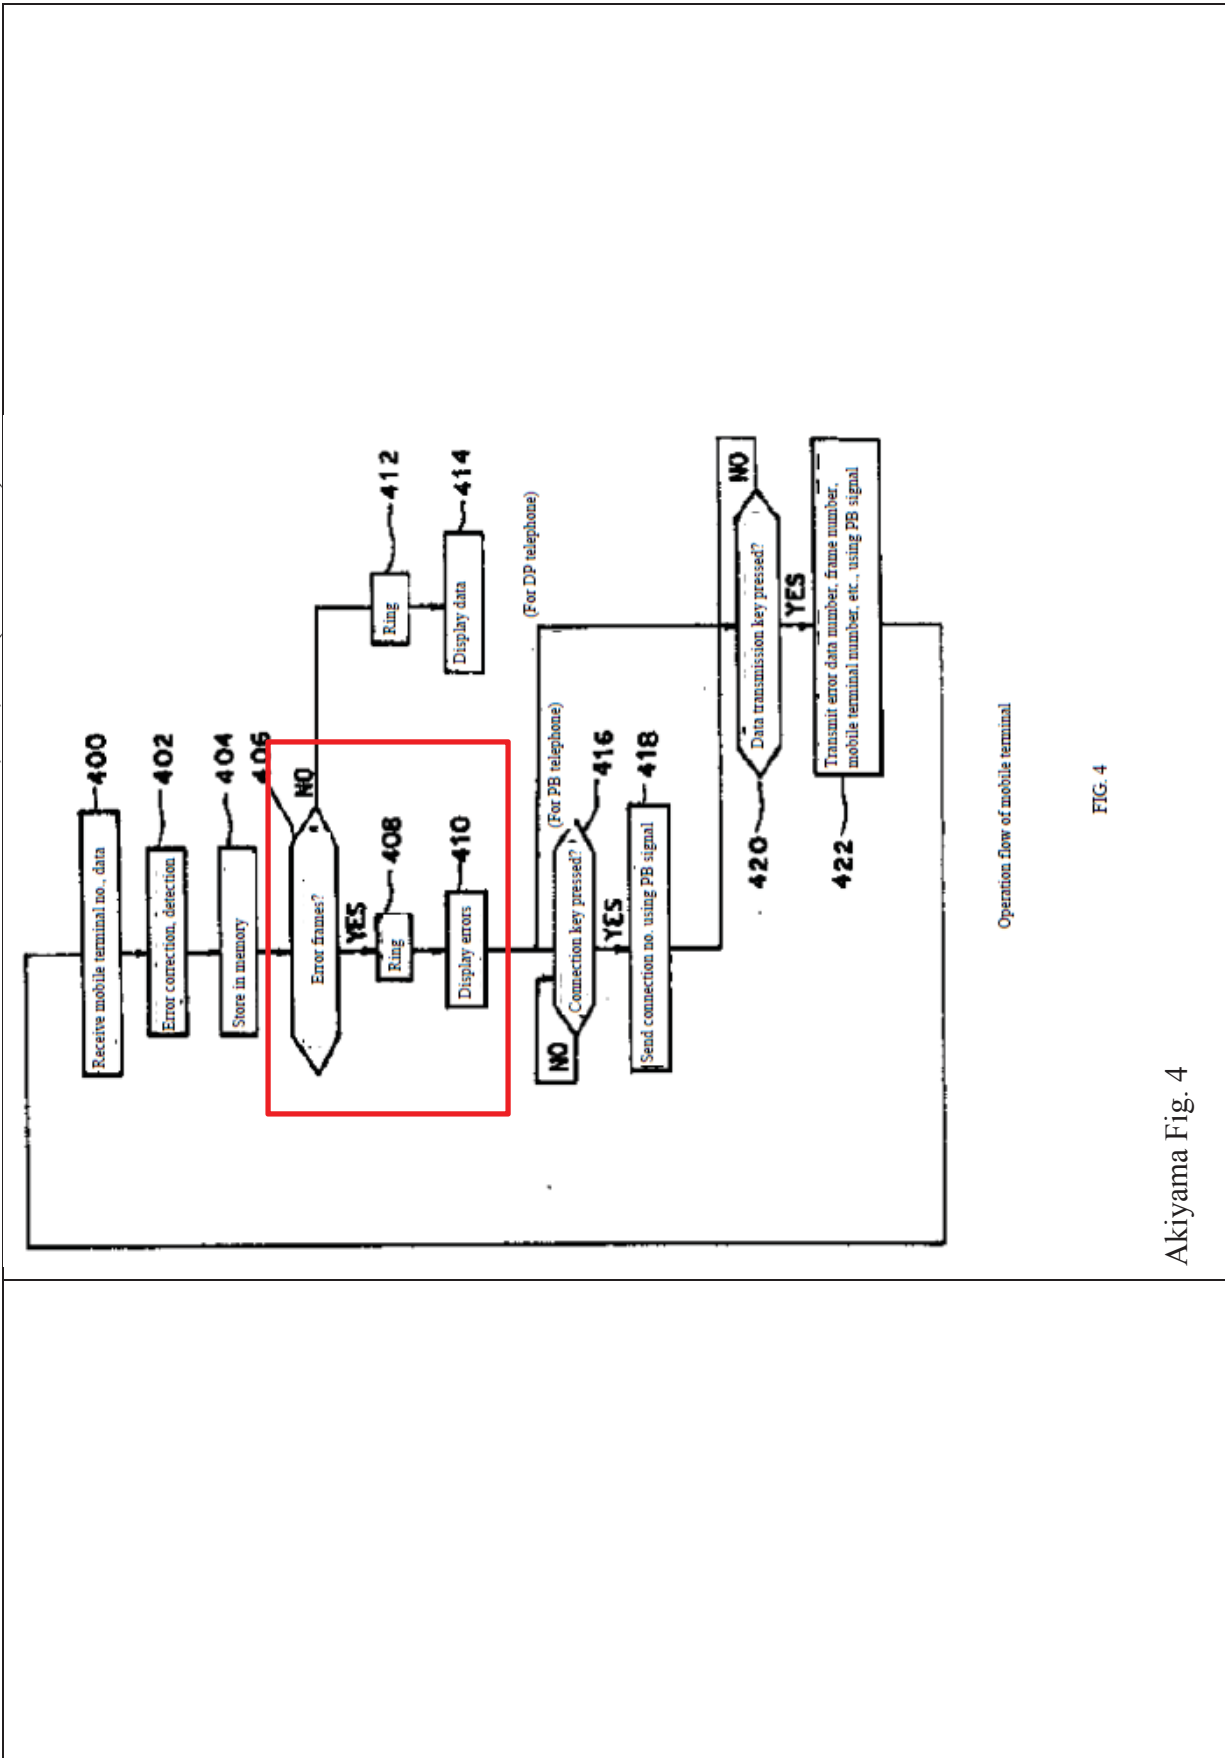 400
Receive mobile terminal no., data
402
Error correction, detection
404
Store in memory
406
Error frames?
NO
YES
408
Ring
410
Display errors
412
Ring
414
Display data
(For DP telephone)
(For PB telephone)
416
Connection key pressed?
NO
YES
418
Send connection no. using PB signal
420
Data transmission key pressed?
NO
YES
422
Transmit error data number, frame number,
mobile terminal number, etc., using PB signal
Operation flow of mobile terminal
FIG. 4
Akiyama Fig. 4